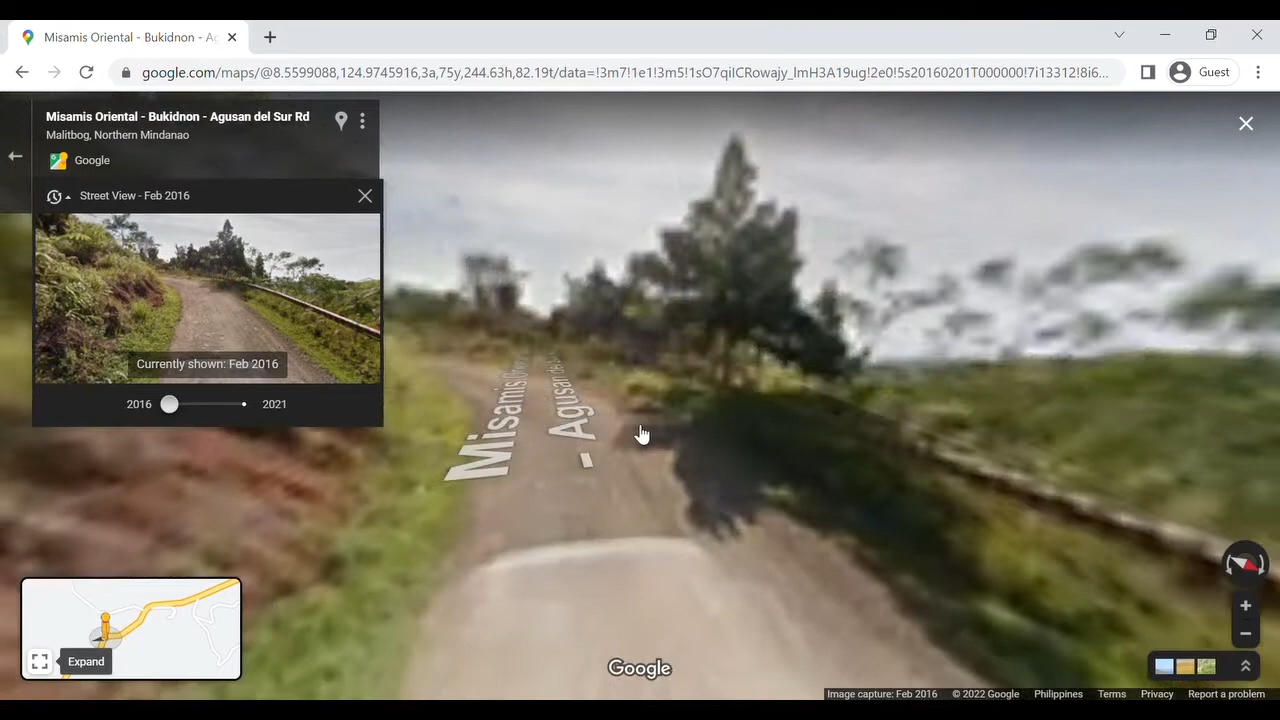 Misamis Oriental - Bukidnon - Ag
google.com/maps/@8.5599088,124.9745916,3a,75y,244.63h,82.19t/data=!3m7!1e1!3m5!1sO7qiICRowajy_lmH3A19ug!2e0!5s20160201T000000!7i13312!8i6...
Guest
Misamis Oriental - Bukidnon - Agusan del Sur Rd
Malitbog, Northern Mindanao
Google
Street View - Feb 2016
Currently shown: Feb 2016
2016 2021
Misamis
- Agusan
Expand
Google
Image capture: Feb 2016 © 2022 Google Philippines Terms Privacy Report a problem